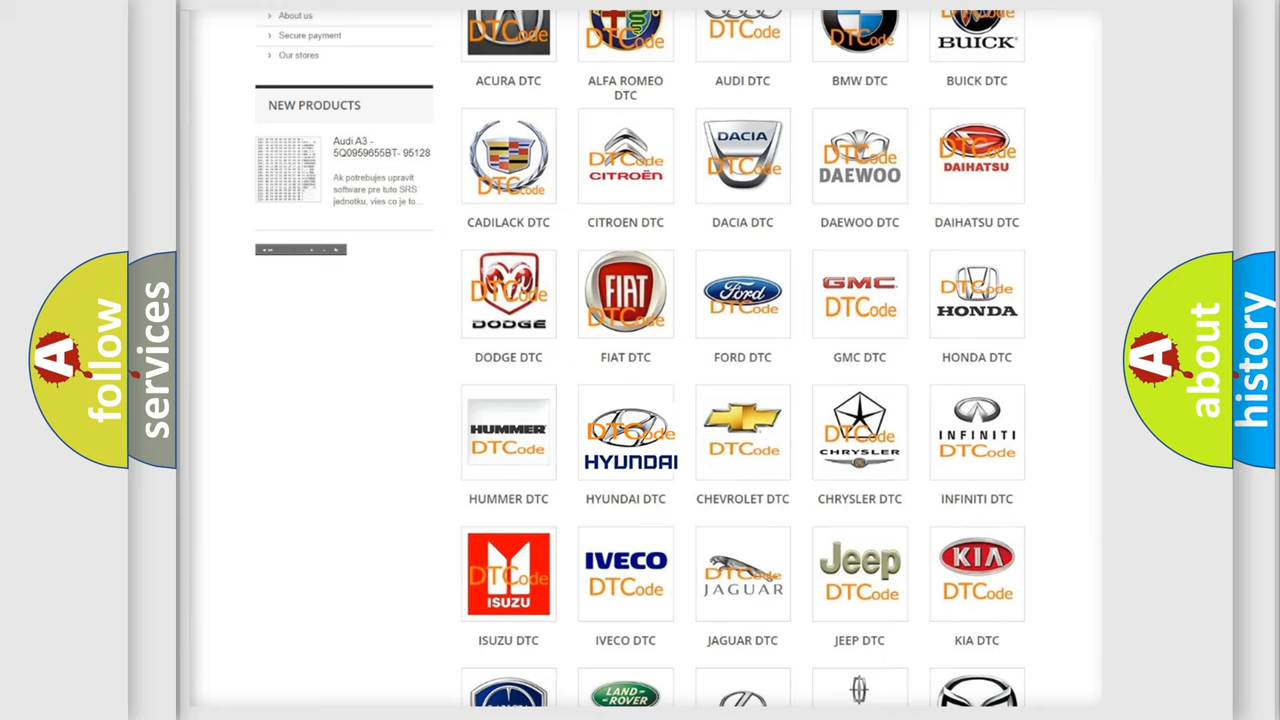 About us
Secure payment
Our stores
NEW PRODUCTS
Audi A3 -
5Q0959655BT- 95128
Ak potrebujes upravit
software pre tuto SRS
jednotku, vies co je to...
DTCode
DTCode
DTCode
DTCode
BUICK
ACURA DTC
ALFA ROMEO
DTC
AUDI DTC
BMW DTC
BUICK DTC
DTCode
DTCode
CITROËN
DACIA
DTCode
DTCode
DAEWOO
DTCode
DAIHATSU
CADILACK DTC
CITROEN DTC
DACIA DTC
DAEWOO DTC
DAIHATSU DTC
DTCode
DODGE
FIAT
DTCode
Ford
DTCode
GMC
DTCode
DTCode
HONDA
DODGE DTC
FIAT DTC
FORD DTC
GMC DTC
HONDA DTC
HUMMER
DTCode
DTCode
HYUNDAI
DTCode
DTCode
CHRYSLER
INFINITI
DTCode
HUMMER DTC
HYUNDAI DTC
CHEVROLET DTC
CHRYSLER DTC
INFINITI DTC
DTCode
ISUZU
IVECO
DTCode
DTCode
JAGUAR
Jeep
DTCode
KIA
DTCode
ISUZU DTC
IVECO DTC
JAGUAR DTC
JEEP DTC
KIA DTC
LAND-
ROVER
A follow
services
A about
history